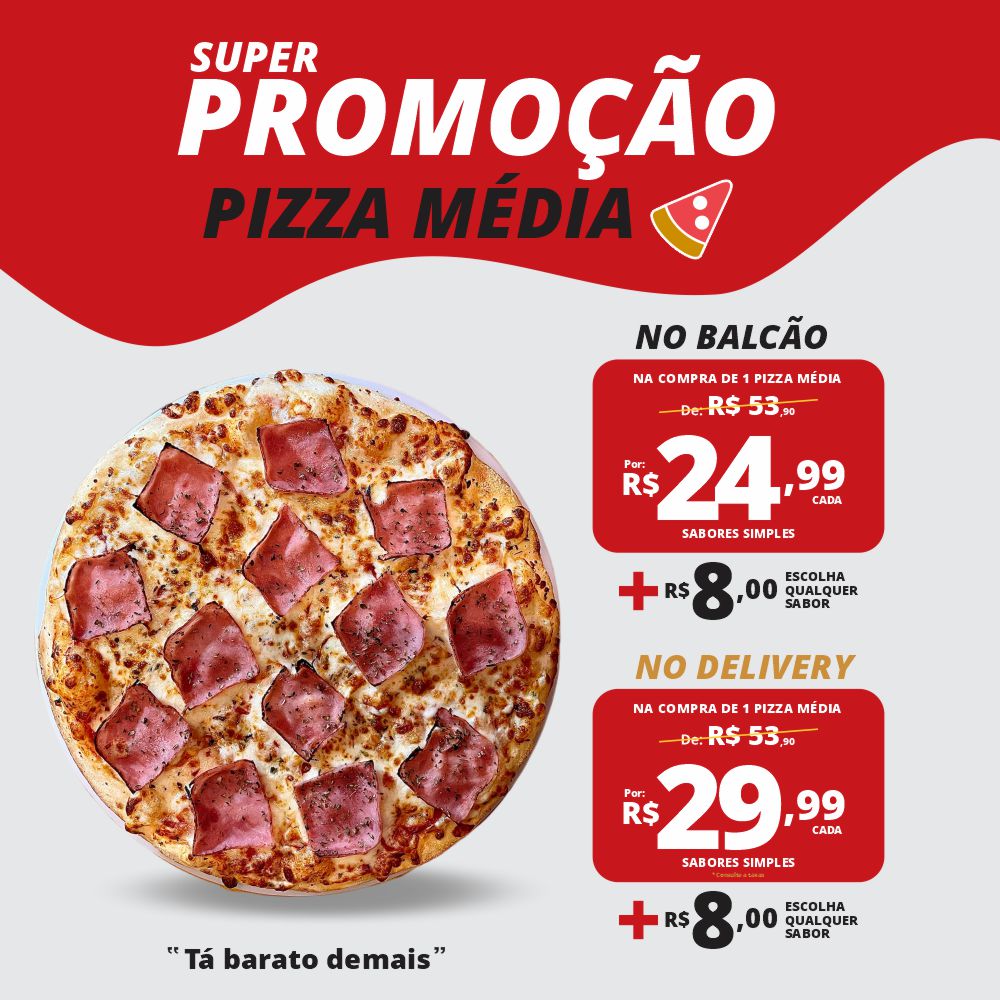 SUPER
PROMOÇÃO
PIZZA MÉDIA
NO BALCÃO
NA COMPRA DE 1 PIZZA MÉDIA
De: R$ 53,90
Por: R$ 24,99 CADA
SABORES SIMPLES
+ R$ 8,00 ESCOLHA
QUALQUER
SABOR
NO DELIVERY
NA COMPRA DE 1 PIZZA MÉDIA
De: R$ 53,90
Por: R$ 29,99 CADA
SABORES SIMPLES
* Consulte a taxas
+ R$ 8,00 ESCOLHA
QUALQUER
SABOR
“Tá barato demais”